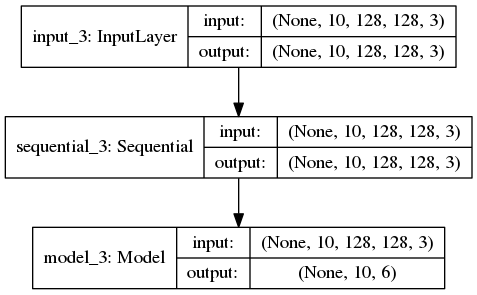 input_3: InputLayer
input: (None, 10, 128, 128, 3)
output: (None, 10, 128, 128, 3)
sequential_3: Sequential
input: (None, 10, 128, 128, 3)
output: (None, 10, 128, 128, 3)
model_3: Model
input: (None, 10, 128, 128, 3)
output: (None, 10, 6)